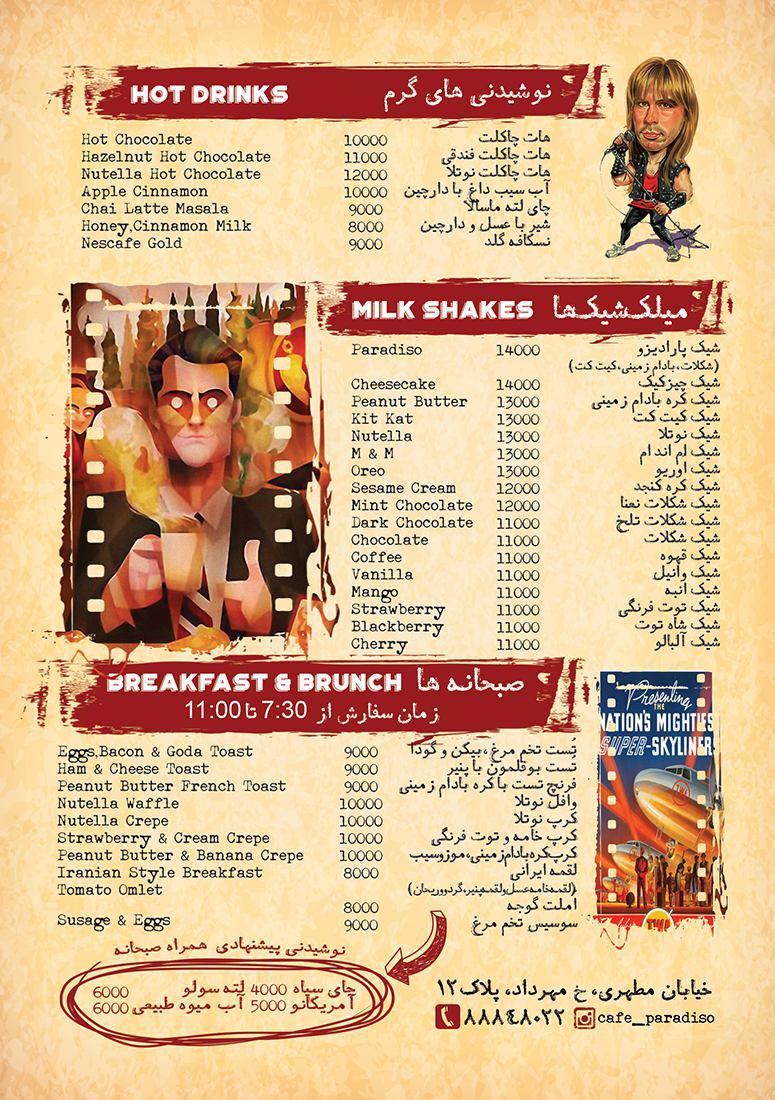 HOT DRINKS نوشیدنی های گرم
Hot Chocolate 10000 هات چاکلت
Hazelnut Hot Chocolate 11000 هات چاکلت فندقی
Nutella Hot Chocolate 12000 هات چاکلت نوتلا
Apple Cinnamon 10000 آب سیب داغ با دارچین
Chai Latte Masala 9000 چای لته ماسالا
Honey,Cinnamon Milk 8000 شیر با عسل و دارچین
Nescafe Gold 9000 نسکافه گلد
MILK SHAKES میلک‌شیک‌ها
Paradiso 14000 شیک پارادیزو
(شکلات،بادام زمینی،کیت کت)
Cheesecake 14000 شیک چیزکیک
Peanut Butter 13000 شیک کره بادام زمینی
Kit Kat 13000 شیک کیت کت
Nutella 13000 شیک نوتلا
M & M 13000 شیک ام اند ام
Oreo 13000 شیک اوریو
Sesame Cream 12000 شیک کره کنجد
Mint Chocolate 12000 شیک شکلات نعنا
Dark Chocolate 11000 شیک شکلات تلخ
Chocolate 11000 شیک شکلات
Coffee 11000 شیک قهوه
Vanilla 11000 شیک وانیل
Mango 11000 شیک انبه
Strawberry 11000 شیک توت فرنگی
Blackberry 11000 شیک شاه توت
Cherry 11000 شیک آلبالو
BREAKFAST & BRUNCH صبحانه ها
زمان سفارش از 7:30 تا 11:00
Eggs,Bacon & Goda Toast 9000 تُست تخم مرغ ،بیکن و گودا
Ham & Cheese Toast 9000 تست بوقلمون با پنیر
Peanut Butter French Toast 9000 فرنچ تست با کره بادام زمینی
Nutella Waffle 10000 وافل نوتلا
Nutella Crepe 10000 کرپ نوتلا
Strawberry & Cream Crepe 10000 کرپ خامه و توت فرنگی
Peanut Butter & Banana Crepe 10000 کرپ‌کره‌بادام‌زمینی،موزوسیب
Iranian Style Breakfast 8000 لقمه ایرانی
(لقمه‌خامه‌عسل‌ولقمه‌پنیر،گردووریحان)
Tomato Omlet 8000 املت گوجه
Susage & Eggs 9000 سوسیس تخم مرغ
Presenting
THE
NATION'S MIGHTIES
SUPER-SKYLINER
TWA
نوشیدنی پیشنهادی همراه صبحانه
چای سیاه 4000 لته سولو 6000
آمریکانو 5000 آب میوه طبیعی 6000
خیابان مطهری، خ مهرداد، پلاک ۱۲
۸۸۸۴۸۰۲۲ cafe_paradiso